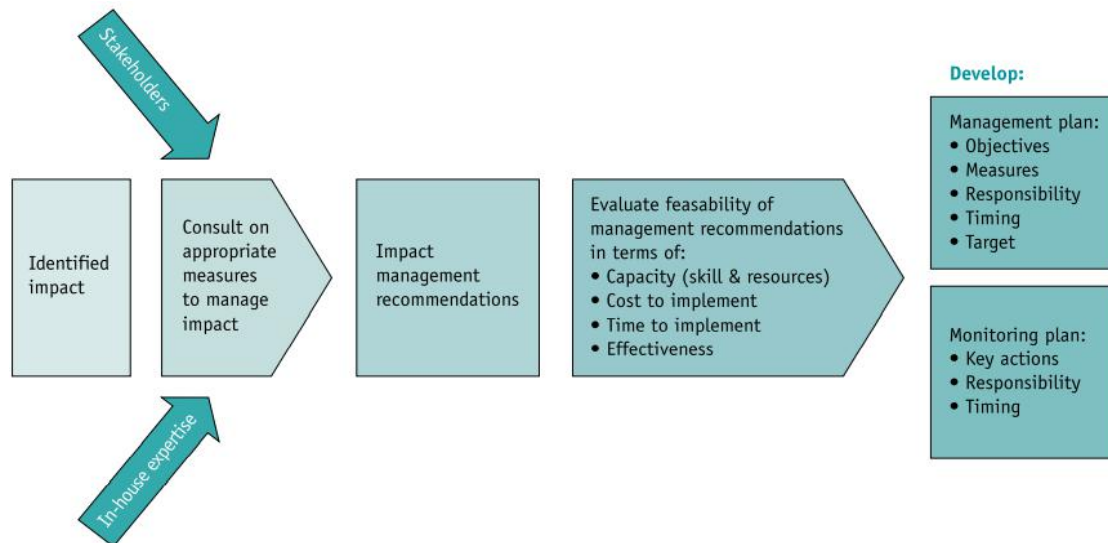 Stakeholders
Identified
impact
Consult on
appropriate
measures
to manage
impact
In-house expertise
Impact
management
recommendations
Evaluate feasability of
management recommendations
in terms of:
• Capacity (skill & resources)
• Cost to implement
• Time to implement
• Effectiveness
Develop:
Management plan:
• Objectives
• Measures
• Responsibility
• Timing
• Target
Monitoring plan:
• Key actions
• Responsibility
• Timing